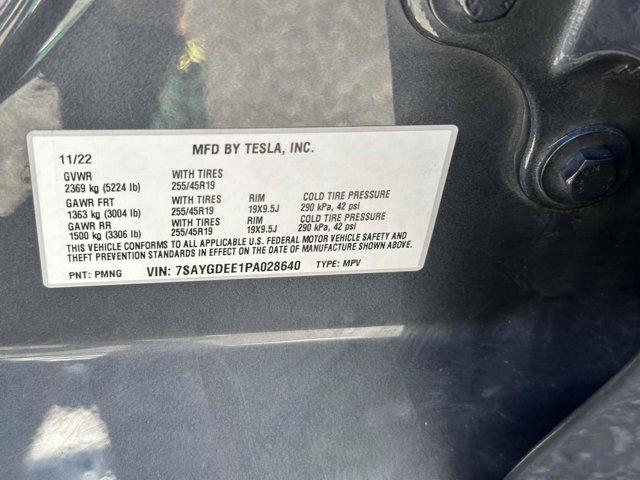 11/22 MFD BY TESLA, INC.
GVWR WITH TIRES
2369 kg (5224 lb) 255/45R19
GAWR FRT WITH TIRES RIM COLD TIRE PRESSURE
1363 kg (3004 lb) 255/45R19 19X9.5J 290 kPa, 42 psi
GAWR RR WITH TIRES RIM COLD TIRE PRESSURE
1500 kg (3306 lb) 255/45R19 19X9.5J 290 kPa, 42 psi
THIS VEHICLE CONFORMS TO ALL APPLICABLE U.S. FEDERAL MOTOR VEHICLE SAFETY AND
THEFT PREVENTION STANDARDS IN EFFECT ON THE DATE OF MANUFACTURE SHOWN ABOVE.
PNT: PMNG VIN: 7SAYGDEE1PA028640 TYPE: MPV